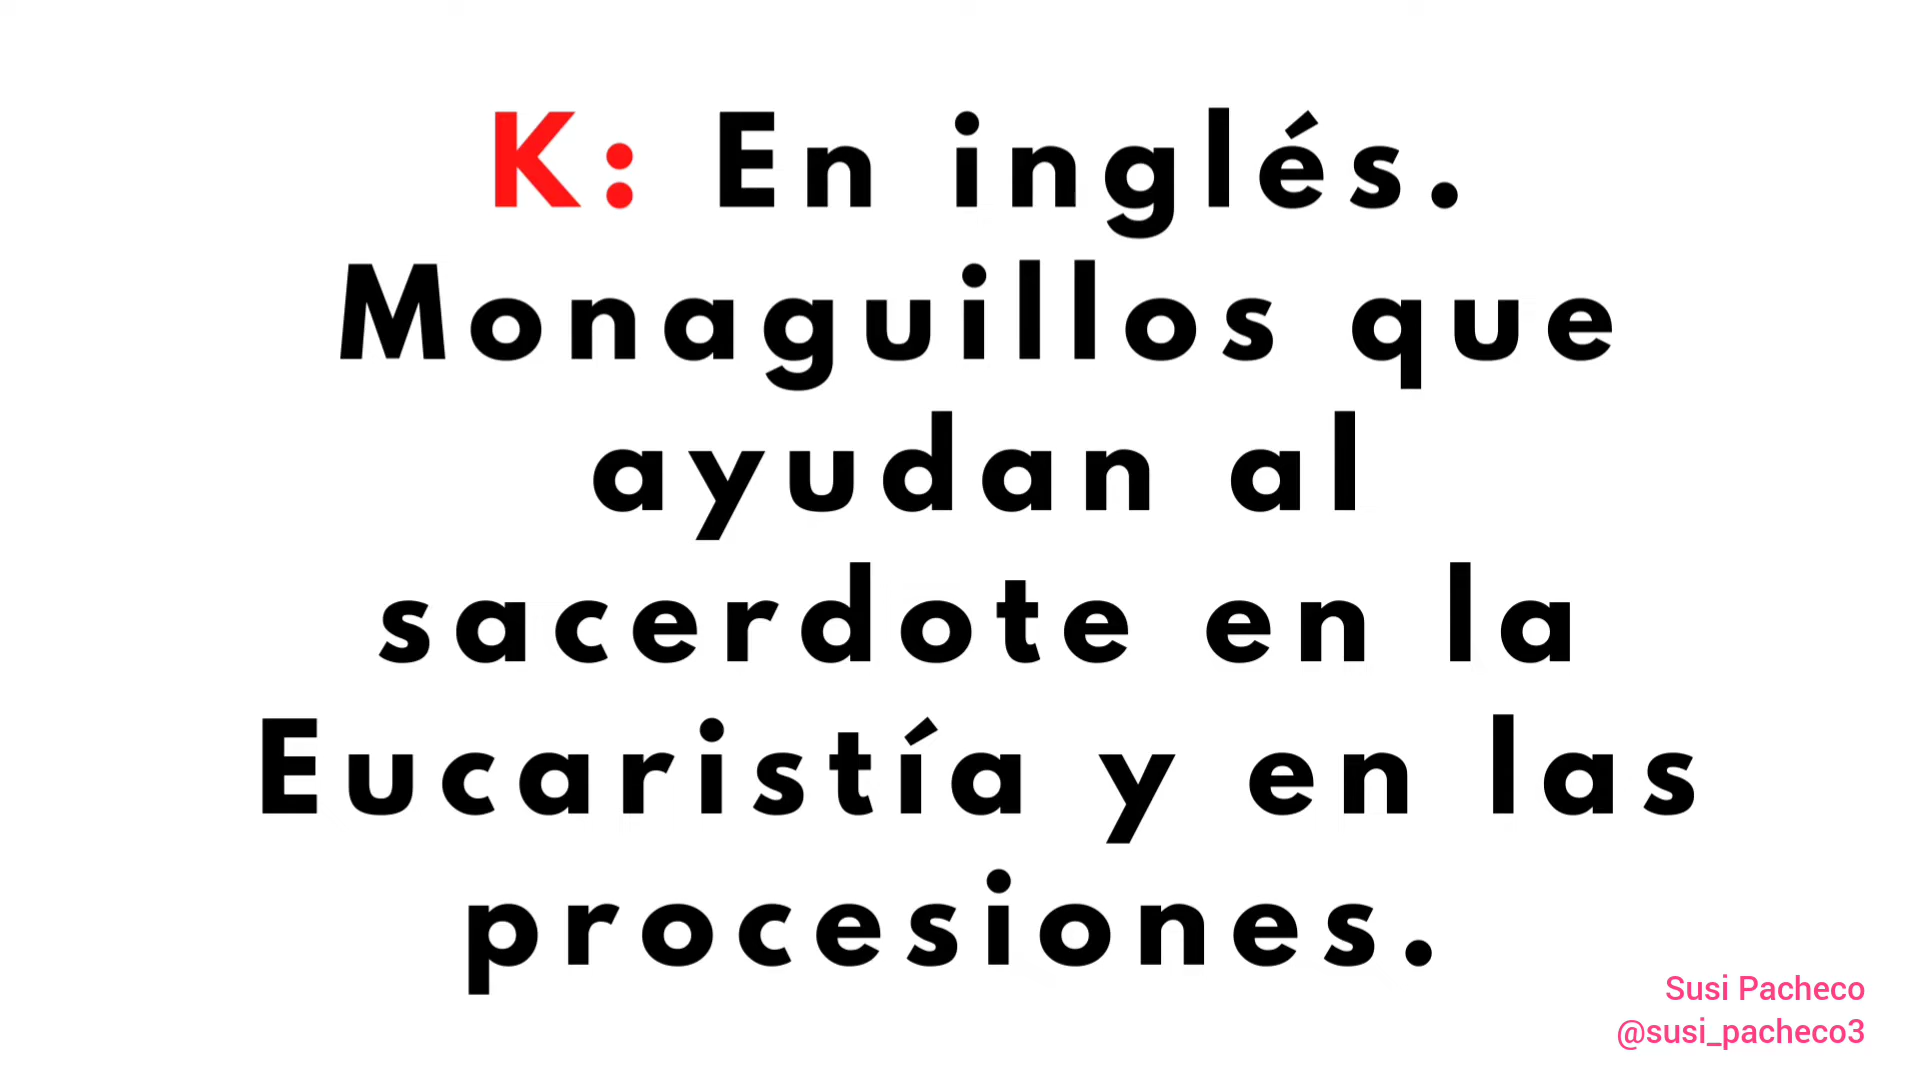 K: En inglés.
Monaguillos que
ayudan al
sacerdote en la
Eucaristía y en las
procesiones.
Susi Pacheco
@susi_pacheco3